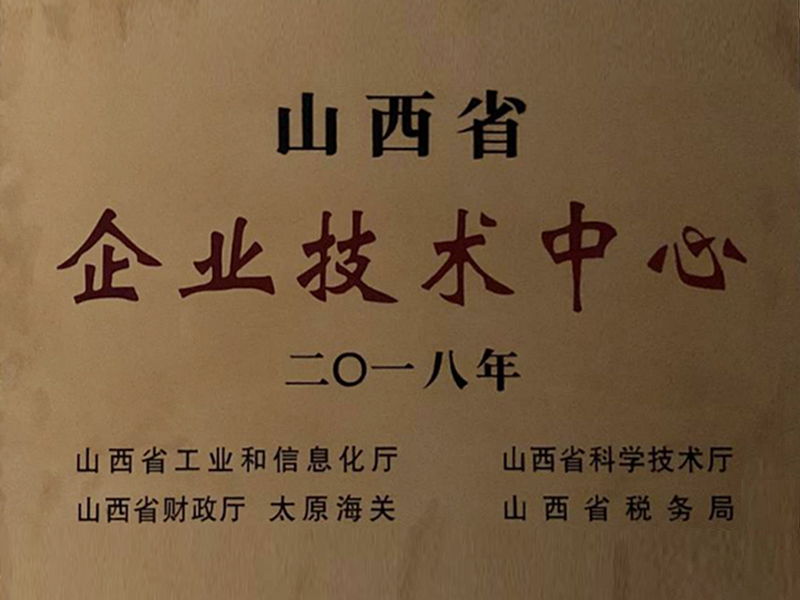 山西省
企业技术中心
二〇一八年
山西省工业和信息化厅 山西省科学技术厅
山西省财政厅 太原海关 山西省税务局